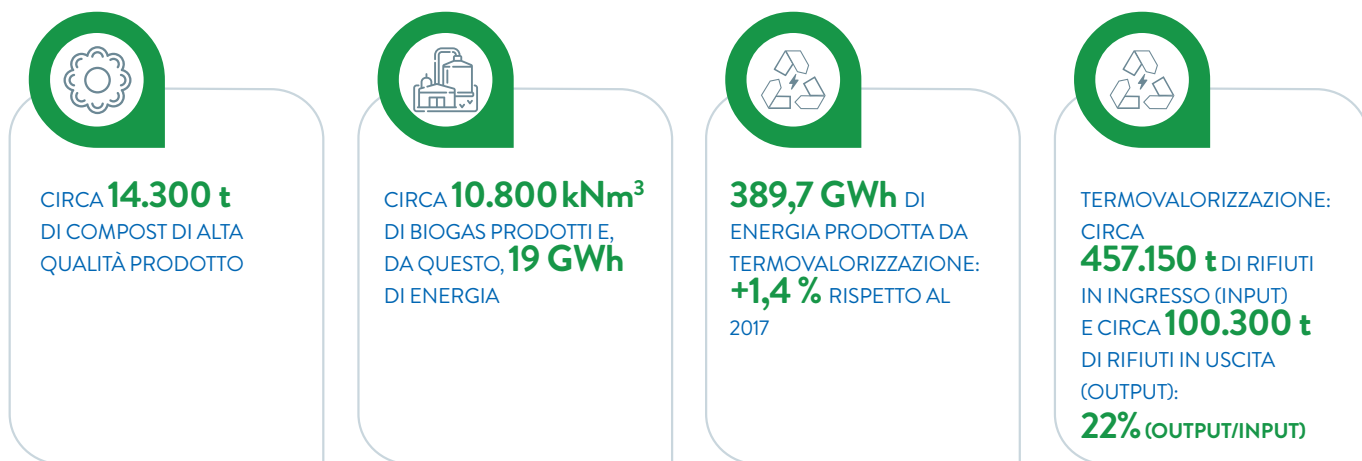 CIRCA 14.300 t
DI COMPOST DI ALTA
QUALITÀ PRODOTTO
CIRCA 10.800 kNm³
DI BIOGAS PRODOTTI E,
DA QUESTO, 19 GWh
DI ENERGIA
389,7 GWh DI
ENERGIA PRODOTTA DA
TERMOVALORIZZAZIONE:
+1,4 % RISPETTO AL
2017
TERMOVALORIZZAZIONE:
CIRCA
457.150 t DI RIFIUTI
IN INGRESSO (INPUT)
E CIRCA 100.300 t
DI RIFIUTI IN USCITA
(OUTPUT):
22% (OUTPUT/INPUT)